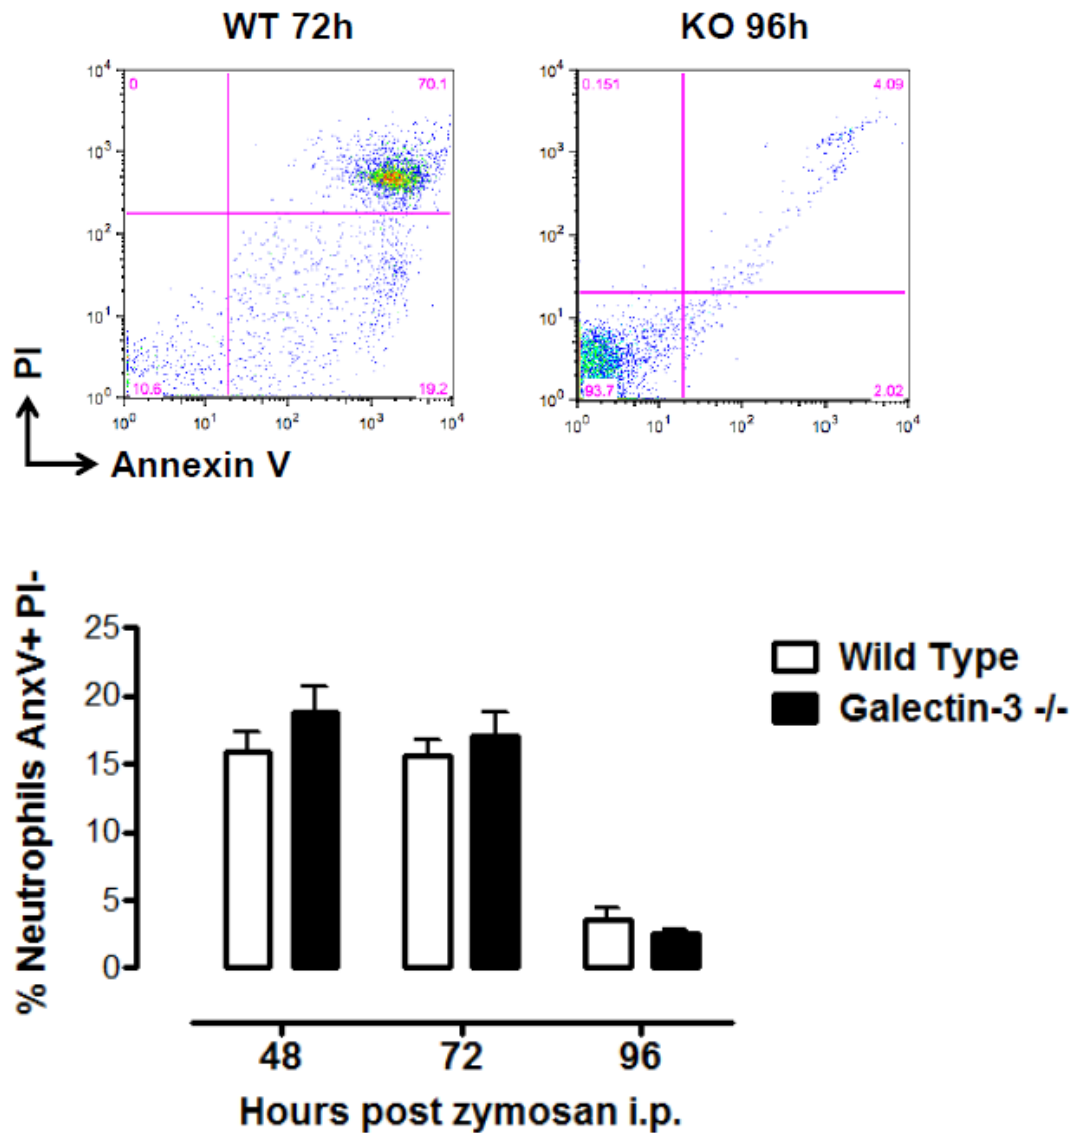 WT 72h
KO 96h
10⁴
0
70.1
10³
10²
10¹
10⁰
10.6
19.2
10⁰ 10¹ 10² 10³ 10⁴
10⁴
0.151
4.09
10³
10²
10¹
10⁰
93.7
2.02
10⁰ 10¹ 10² 10³ 10⁴
PI
Annexin V
% Neutrophils AnxV+ PI-
25
20
15
10
5
0
Wild Type
Galectin-3 -/-
48 72 96
Hours post zymosan i.p.